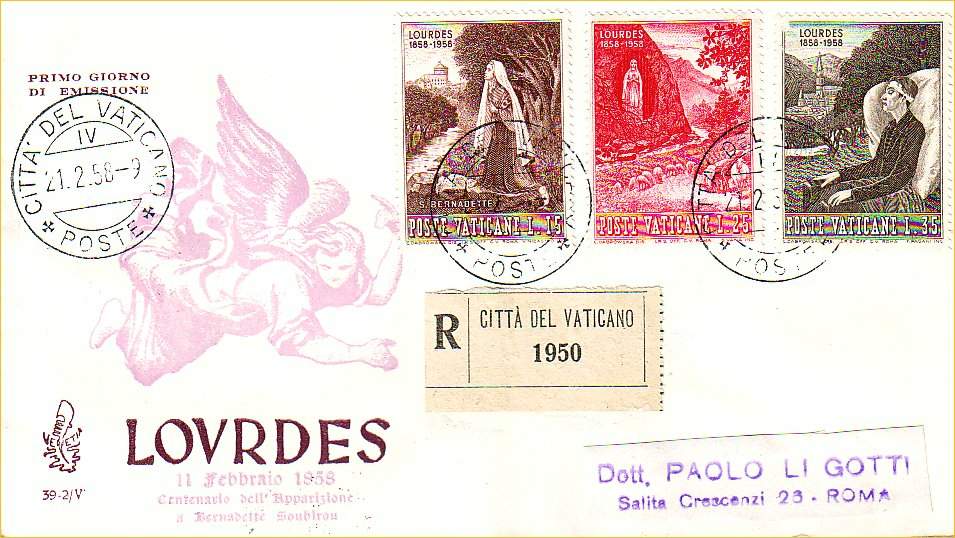 PRIMO GIORNO
DI EMISSIONE
CITTÀ DEL VATICANO
IV
21.2.58-9
POSTE
LOURDES
1858-1958
S. BERNADETTE
POSTE VATICANE L. 15
LOURDES
1858-1958
POSTE VATICANE L. 25
LOURDES
1858-1958
POSTE VATICANE L. 35
POSTE
POSTE
R
CITTÀ DEL VATICANO
1950
LOVRDES
11 Febbraio 1958
Centenario dell'Apparizione
a Bernadette Soubirou
39-2/V
Dott. PAOLO LI GOTTI
Salita Crescenzi 23 - ROMA